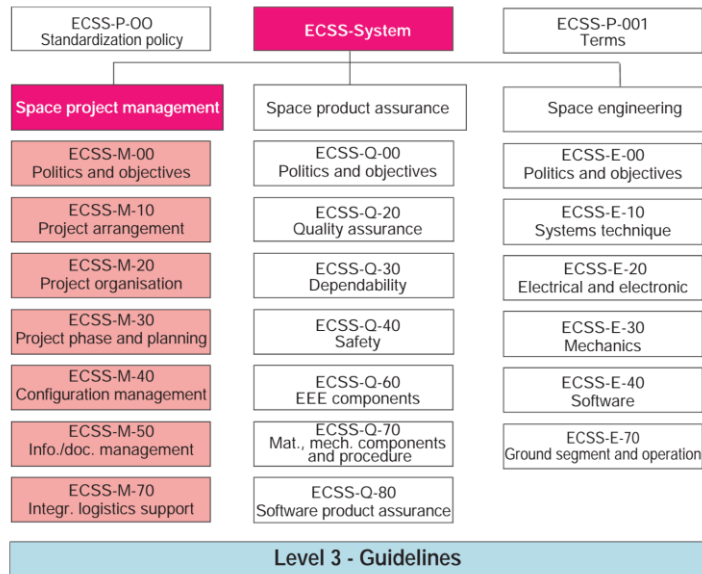 ECSS-P-OO
Standardization policy
ECSS-System
ECSS-P-001
Terms
Space project management
Space product assurance
Space engineering
ECSS-M-00
Politics and objectives
ECSS-Q-00
Politics and objectives
ECSS-E-00
Politics and objectives
ECSS-M-10
Project arrangement
ECSS-Q-20
Quality assurance
ECSS-E-10
Systems technique
ECSS-M-20
Project organisation
ECSS-Q-30
Dependability
ECSS-E-20
Electrical and electronic
ECSS-M-30
Project phase and planning
ECSS-Q-40
Safety
ECSS-E-30
Mechanics
ECSS-M-40
Configuration management
ECSS-Q-60
EEE components
ECSS-E-40
Software
ECSS-M-50
Info./doc. management
ECSS-Q-70
Mat., mech. components
and procedure
ECSS-E-70
Ground segment and operation
ECSS-M-70
Integr. logistics support
ECSS-Q-80
Software product assurance
Level 3 - Guidelines